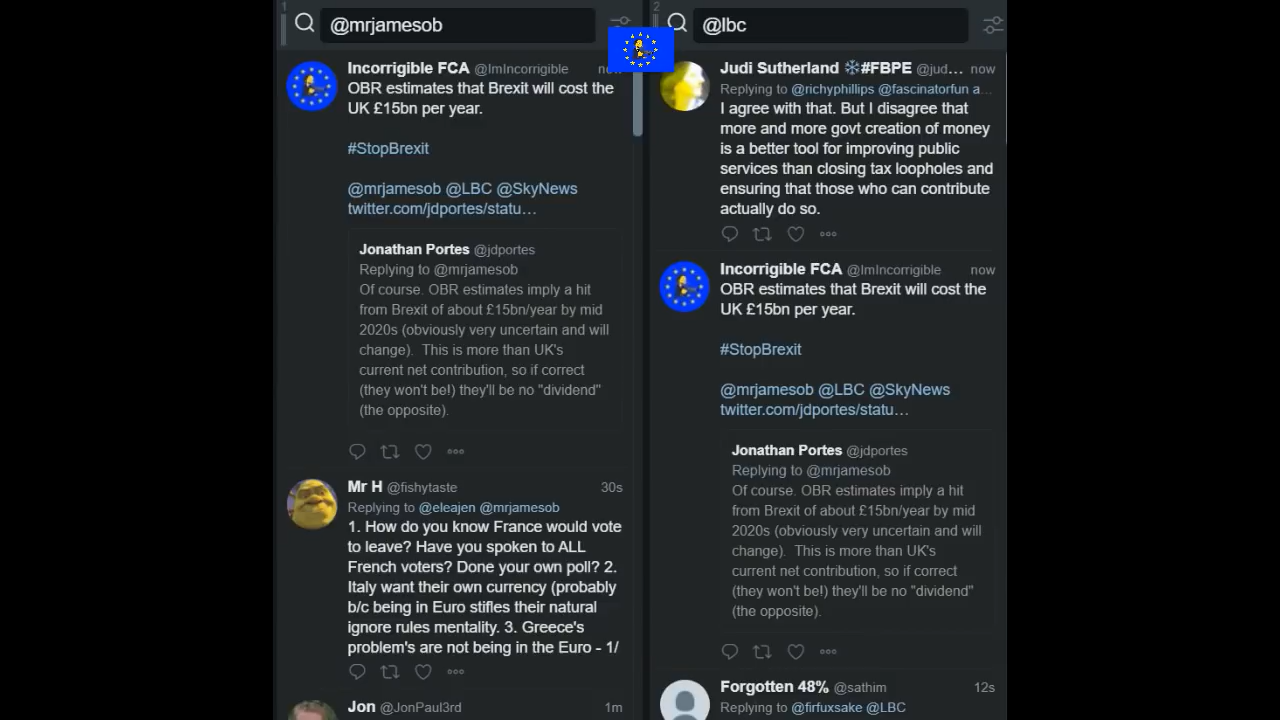 1
@mrjamesob
Incorrigible FCA @ImIncorrigible now
OBR estimates that Brexit will cost the
UK £15bn per year.
#StopBrexit
@mrjamesob @LBC @SkyNews
twitter.com/jdportes/statu…
Jonathan Portes @jdportes
Replying to @mrjamesob
Of course. OBR estimates imply a hit
from Brexit of about £15bn/year by mid
2020s (obviously very uncertain and will
change). This is more than UK's
current net contribution, so if correct
(they won't be!) they'll be no "dividend"
(the opposite).
Mr H @fishytaste 30s
Replying to @eleajen @mrjamesob
1. How do you know France would vote
to leave? Have you spoken to ALL
French voters? Done your own poll? 2.
Italy want their own currency (probably
b/c being in Euro stifles their natural
ignore rules mentality. 3. Greece's
problem's are not being in the Euro - 1/
Jon @JonPaul3rd 1m
2
@lbc
Judi Sutherland ❄#FBPE @jud… now
Replying to @richyphillips @fascinatorfun a…
I agree with that. But I disagree that
more and more govt creation of money
is a better tool for improving public
services than closing tax loopholes and
ensuring that those who can contribute
actually do so.
Incorrigible FCA @ImIncorrigible now
OBR estimates that Brexit will cost the
UK £15bn per year.
#StopBrexit
@mrjamesob @LBC @SkyNews
twitter.com/jdportes/statu…
Jonathan Portes @jdportes
Replying to @mrjamesob
Of course. OBR estimates imply a hit
from Brexit of about £15bn/year by mid
2020s (obviously very uncertain and will
change). This is more than UK's
current net contribution, so if correct
(they won't be!) they'll be no "dividend"
(the opposite).
Forgotten 48% @sathim 12s
Replying to @firfuxsake @LBC